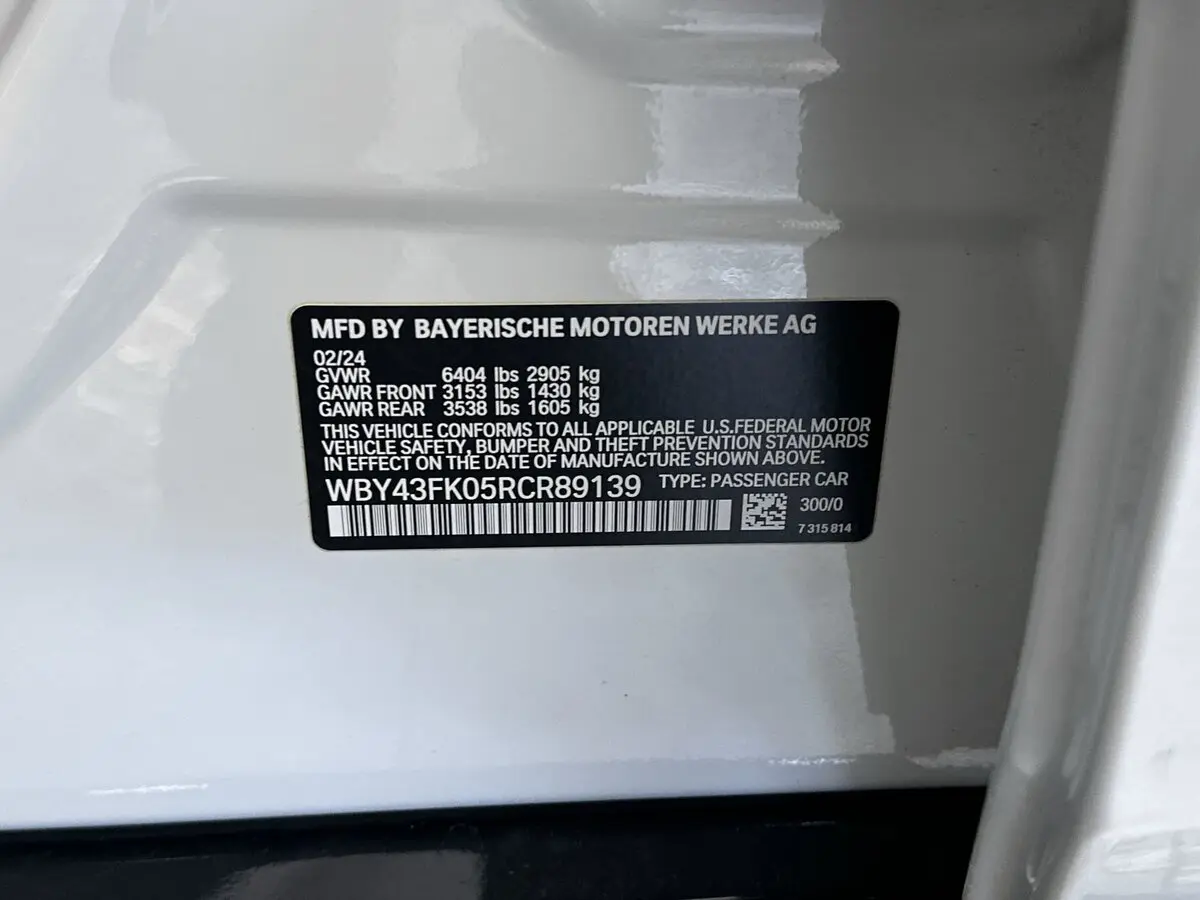 MFD BY BAYERISCHE MOTOREN WERKE AG
02/24
GVWR 6404 lbs 2905 kg
GAWR FRONT 3153 lbs 1430 kg
GAWR REAR 3538 lbs 1605 kg
THIS VEHICLE CONFORMS TO ALL APPLICABLE U.S.FEDERAL MOTOR
VEHICLE SAFETY, BUMPER AND THEFT PREVENTION STANDARDS
IN EFFECT ON THE DATE OF MANUFACTURE SHOWN ABOVE.
WBY43FK05RCR89139 TYPE: PASSENGER CAR
300/0
7 315 814